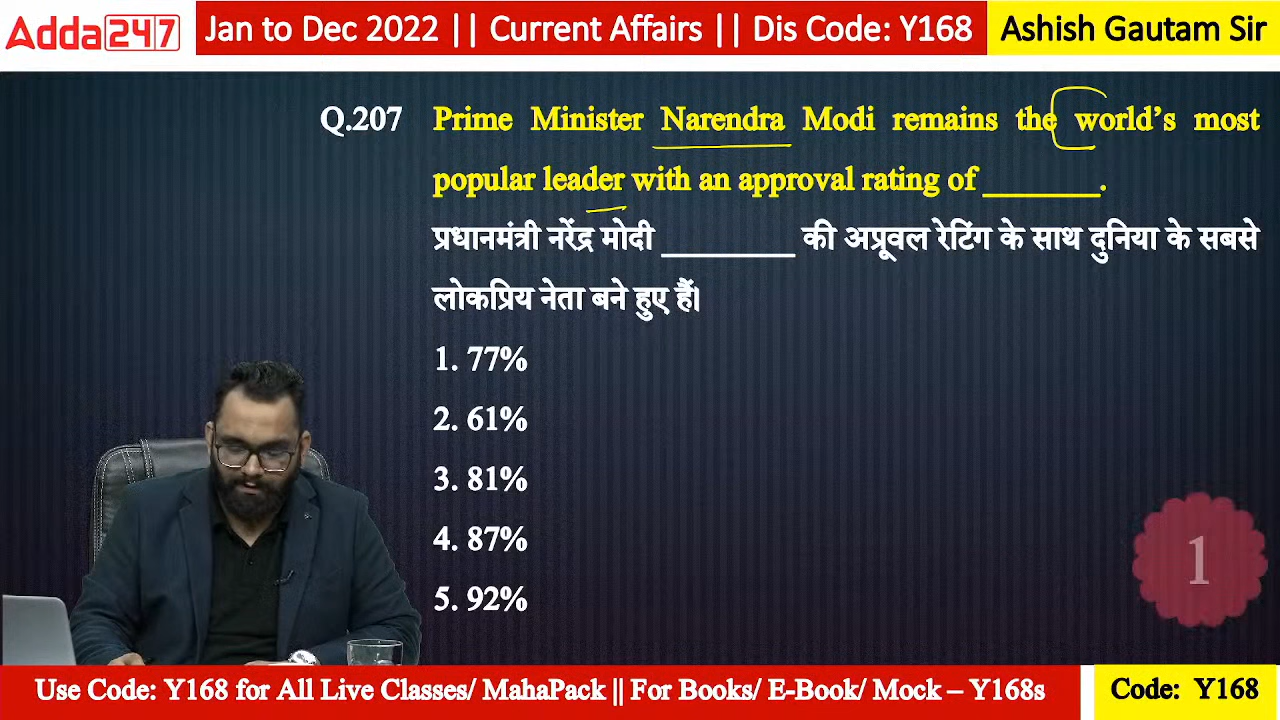 Adda247
Jan to Dec 2022 || Current Affairs || Dis Code: Y168
Ashish Gautam Sir
Q.207 Prime Minister Narendra Modi remains the world's most
popular leader with an approval rating of ________.
प्रधानमंत्री नरेंद्र मोदी _________ की अप्रूवल रेटिंग के साथ दुनिया के सबसे
लोकप्रिय नेता बने हुए हैं।
1. 77%
2. 61%
3. 81%
4. 87%
5. 92%
1
Use Code: Y168 for All Live Classes/ MahaPack || For Books/ E-Book/ Mock – Y168s
Code: Y168